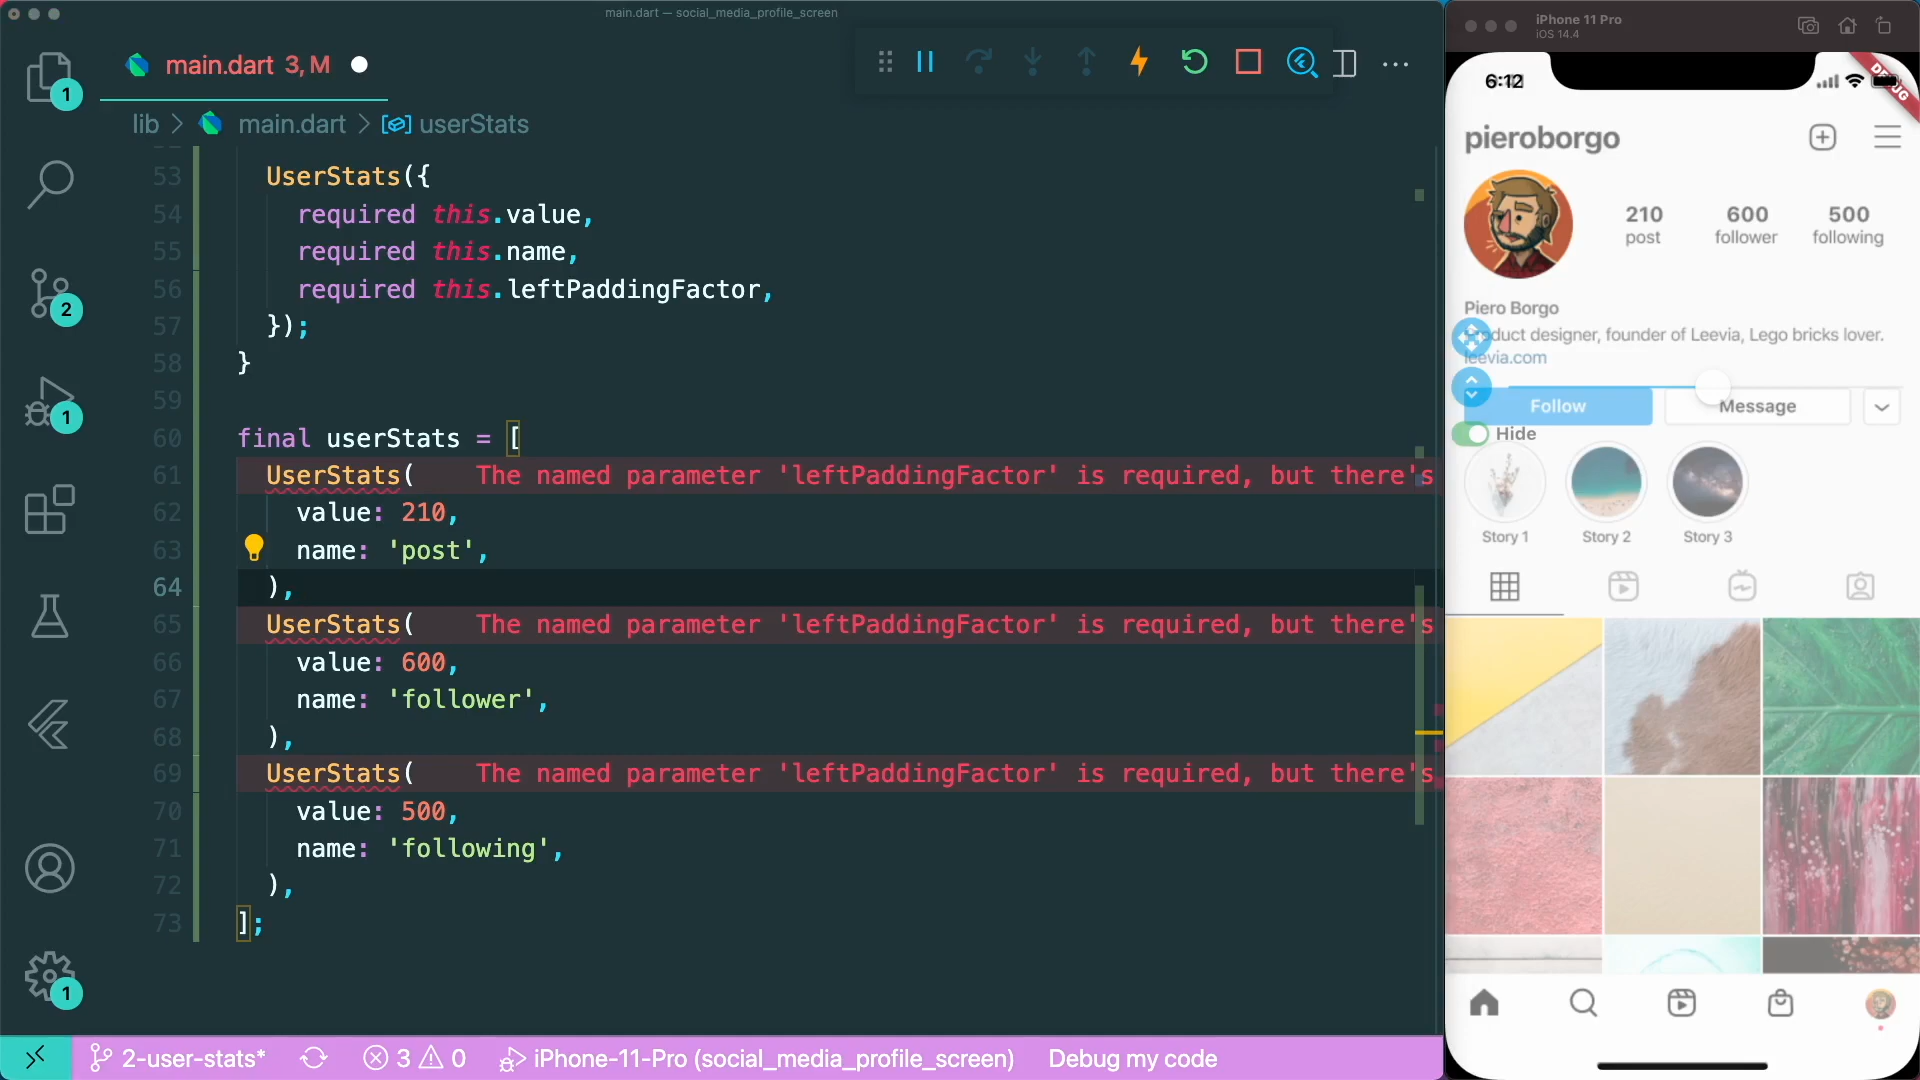 main.dart — social_media_profile_screen
main.dart 3, M
lib > main.dart > userStats
53 UserStats({
54 required this.value,
55 required this.name,
56 required this.leftPaddingFactor,
57 });
58 }
59
60 final userStats = [
61 UserStats( The named parameter 'leftPaddingFactor' is required, but there's
62 value: 210,
63 name: 'post',
64 ),
65 UserStats( The named parameter 'leftPaddingFactor' is required, but there's
66 value: 600,
67 name: 'follower',
68 ),
69 UserStats( The named parameter 'leftPaddingFactor' is required, but there's
70 value: 500,
71 name: 'following',
72 ),
73 ];
1
2
1
1
2-user-stats* 3 0 iPhone-11-Pro (social_media_profile_screen) Debug my code
iPhone 11 Pro
iOS 14.4
6:12
DEBUG
pieroborgo
210 600 500
post follower following
Piero Borgo
Product designer, founder of Leevia, Lego bricks lover.
leevia.com
Follow Message
Hide
Story 1 Story 2 Story 3